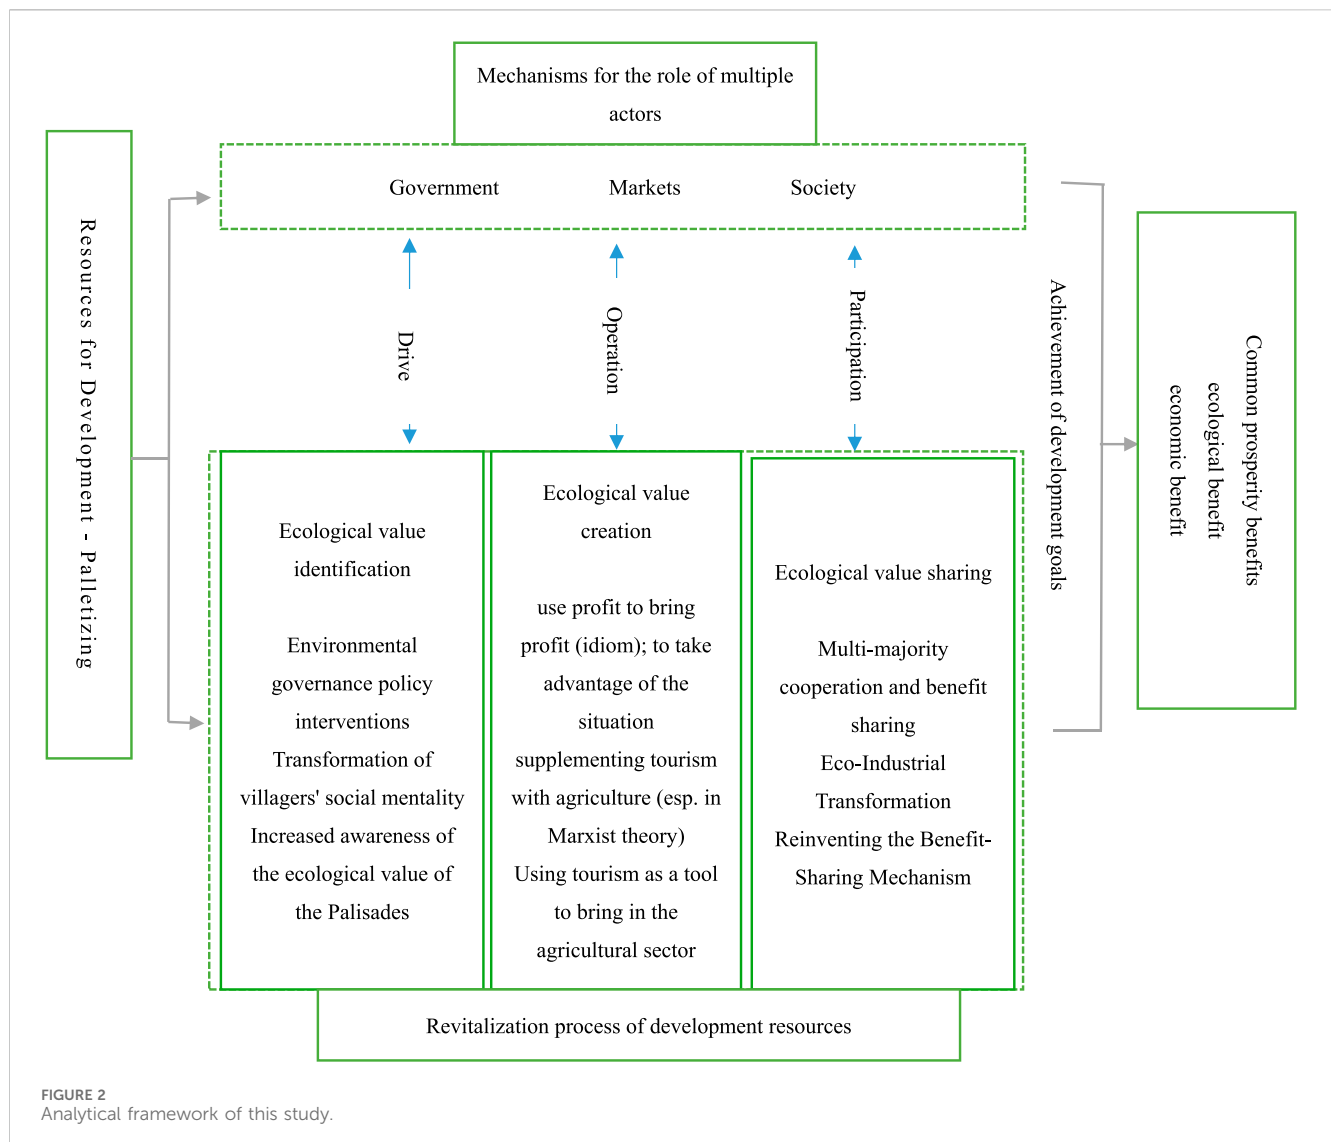 Mechanisms for the role of multiple
actors
Resources for Development - Palletizing
Government Markets Society
Drive
Operation
Participation
Ecological value
identification
Environmental
governance policy
interventions
Transformation of
villagers' social mentality
Increased awareness of
the ecological value of
the Palisades
Ecological value
creation
use profit to bring
profit (idiom); to take
advantage of the
situation
supplementing tourism
with agriculture (esp. in
Marxist theory)
Using tourism as a tool
to bring in the
agricultural sector
Ecological value sharing
Multi-majority
cooperation and benefit
sharing
Eco-Industrial
Transformation
Reinventing the Benefit-
Sharing Mechanism
Achievement of development goals
Common prosperity benefits
ecological benefit
economic benefit
Revitalization process of development resources
FIGURE 2
Analytical framework of this study.